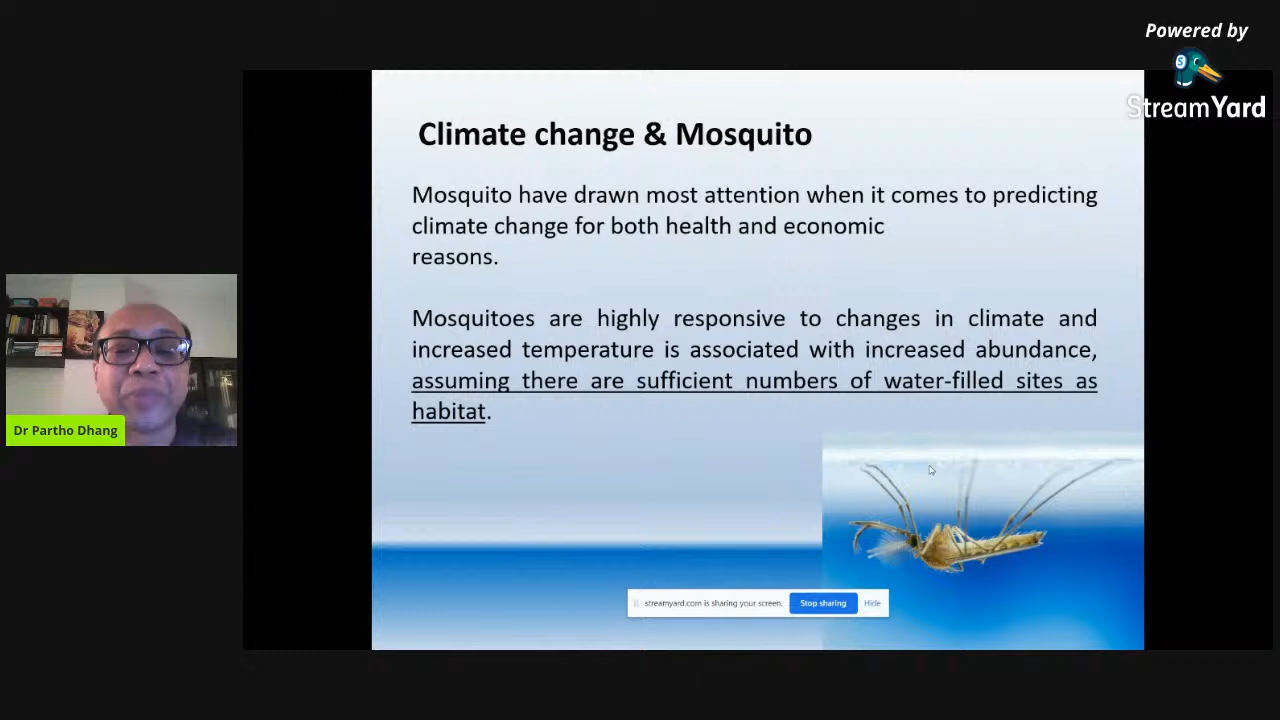 Powered by
StreamYard
Climate change & Mosquito
Mosquito have drawn most attention when it comes to predicting
climate change for both health and economic
reasons.
Mosquitoes are highly responsive to changes in climate and
increased temperature is associated with increased abundance,
assuming there are sufficient numbers of water-filled sites as
habitat.
Dr Partho Dhang
streamyard.com is sharing your screen.
Stop sharing
Hide